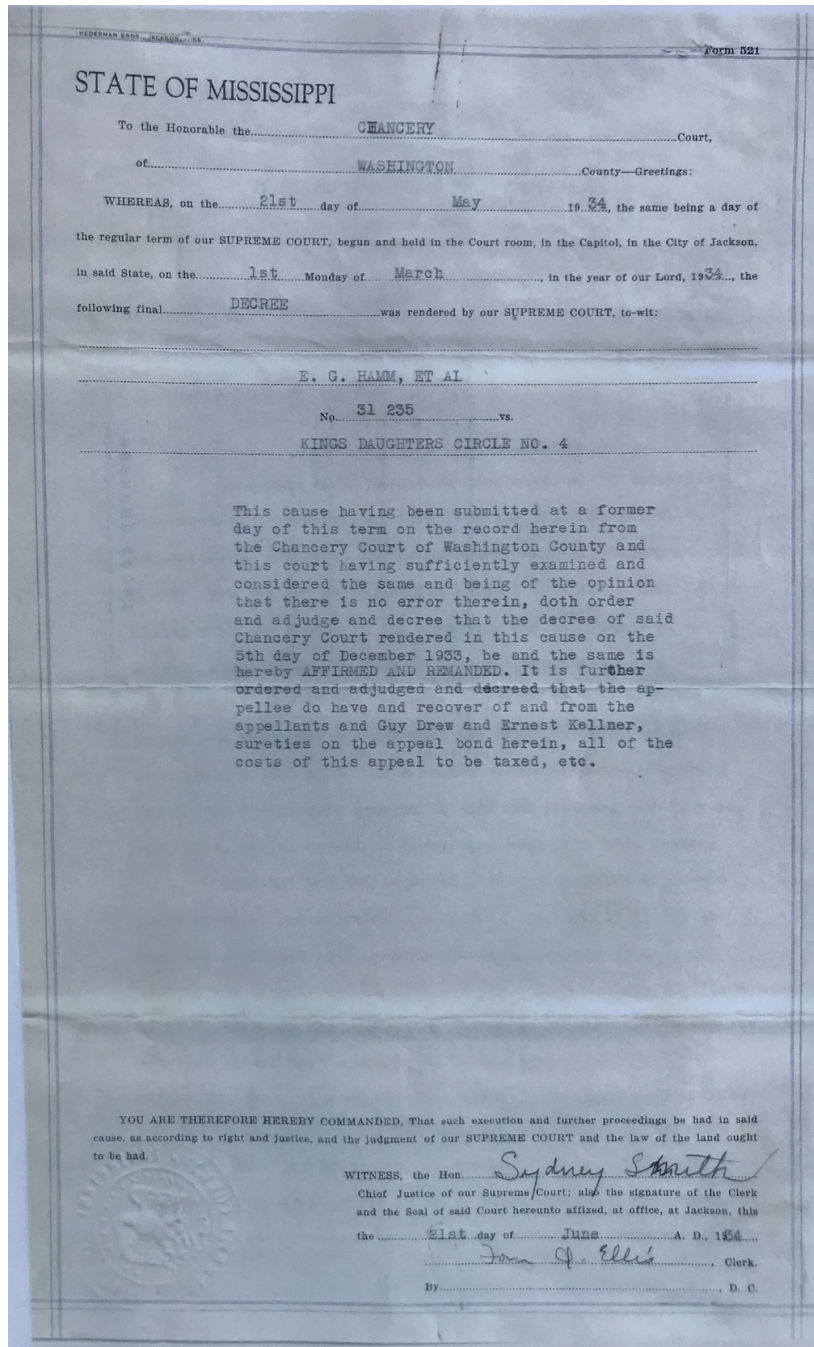 HEDERMAN BROS., JACKSON, MISS.
Form 521
STATE OF MISSISSIPPI
To the Honorable the CHANCERY Court,
of WASHINGTON County—Greetings:
WHEREAS, on the 21st day of May 1934, the same being a day of
the regular term of our SUPREME COURT, begun and held in the Court room, in the Capitol, in the City of Jackson,
in said State, on the 1st Monday of March, in the year of our Lord, 1934, the
following final DECREE was rendered by our SUPREME COURT, to-wit:
E. G. HAMM, ET AL
No. 31 235 vs.
KINGS DAUGHTERS CIRCLE NO. 4
This cause having been submitted at a former
day of this term on the record herein from
the Chancery Court of Washington County and
this court having sufficiently examined and
considered the same and being of the opinion
that there is no error therein, doth order
and adjudge and decree that the decree of said
Chancery Court rendered in this cause on the
5th day of December 1933, be and the same is
hereby AFFIRMED AND REMANDED. It is further
ordered and adjudged and decreed that the ap-
pellee do have and recover of and from the
appellants and Guy Drew and Ernest Kellner,
sureties on the appeal bond herein, all of the
costs of this appeal to be taxed, etc.
YOU ARE THEREFORE HEREBY COMMANDED, That such execution and further proceedings be had in said
cause, as according to right and justice, and the judgment of our SUPREME COURT and the law of the land ought
to be had.
WITNESS, the Hon. Sydney Smith
Chief Justice of our Supreme Court; also the signature of the Clerk
and the Seal of said Court hereunto affixed, at office, at Jackson, this
the 21st day of June A. D., 1934
Tom Q. Ellis, Clerk.
By , D. C.